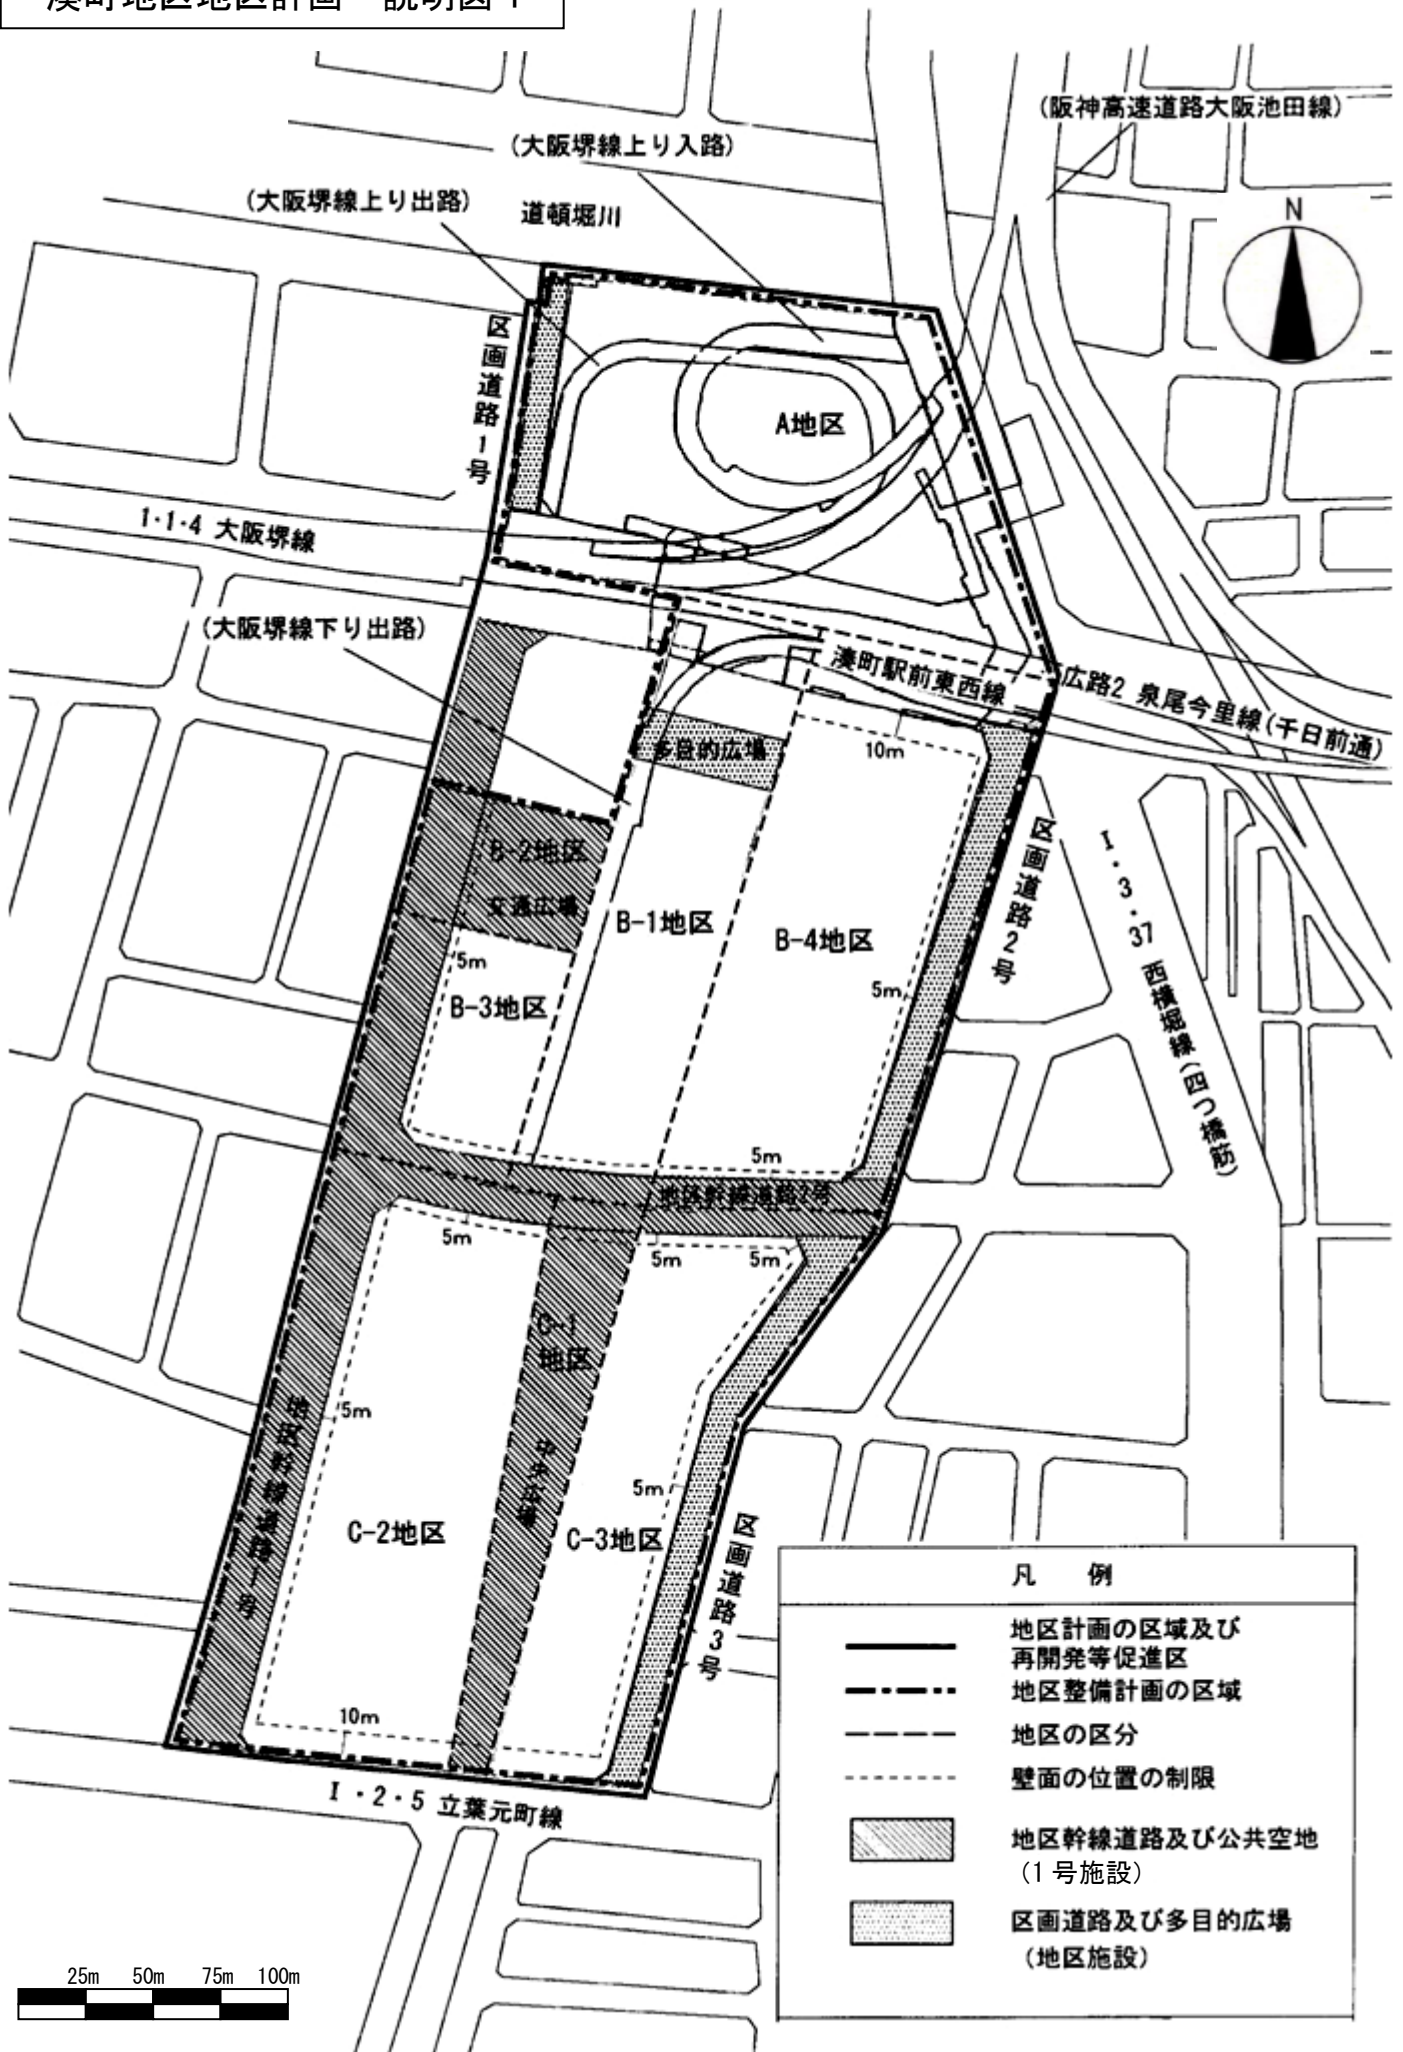 湊町地区地区計画　説明図1
(阪神高速道路大阪池田線)
(大阪堺線上り入路)
(大阪堺線上り出路)
道頓堀川
N
区画道路1号
A地区
1・1・4 大阪堺線
(大阪堺線下り出路)
湊町駅前東西線
広路2 泉尾今里線(千日前通)
多目的広場
10m
区画道路2号
I・3・37 西横堀線(四つ橋筋)
B-2地区
交通広場
B-1地区
B-4地区
5m
5m
B-3地区
5m
地区幹線道路2号
5m
5m
5m
C-1
地区
5m
地区幹線道路1号
中央広場
5m
C-2地区
C-3地区
区画道路3号
10m
I・2・5 立葉元町線
凡　例
地区計画の区域及び
再開発等促進区
地区整備計画の区域
地区の区分
壁面の位置の制限
地区幹線道路及び公共空地
(1号施設)
区画道路及び多目的広場
(地区施設)
25m 50m 75m 100m